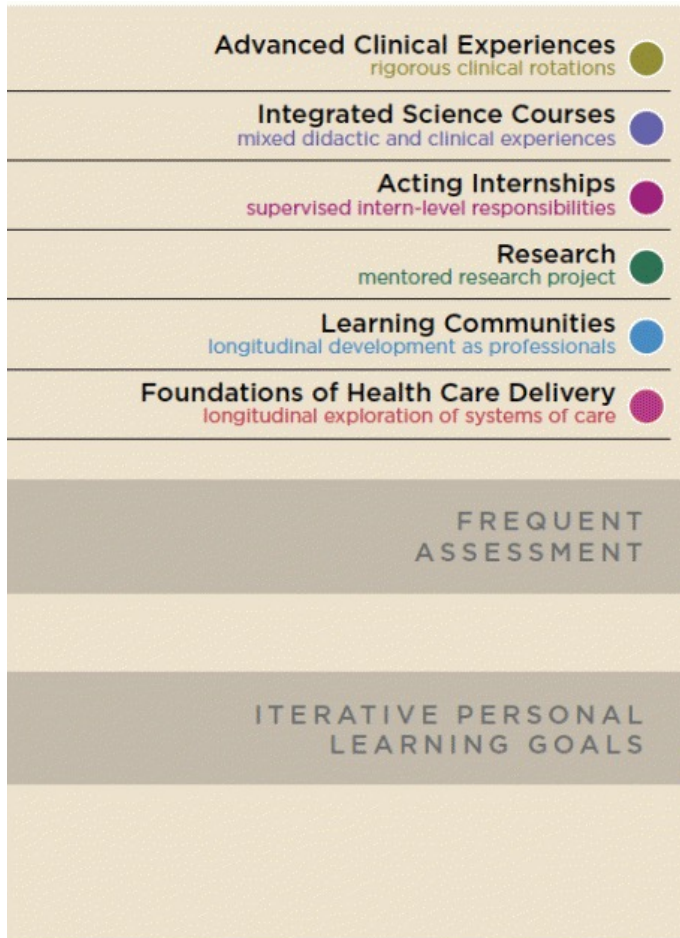 Advanced Clinical Experiences
rigorous clinical rotations
Integrated Science Courses
mixed didactic and clinical experiences
Acting Internships
supervised intern-level responsibilities
Research
mentored research project
Learning Communities
longitudinal development as professionals
Foundations of Health Care Delivery
longitudinal exploration of systems of care
FREQUENT
ASSESSMENT
ITERATIVE PERSONAL
LEARNING GOALS